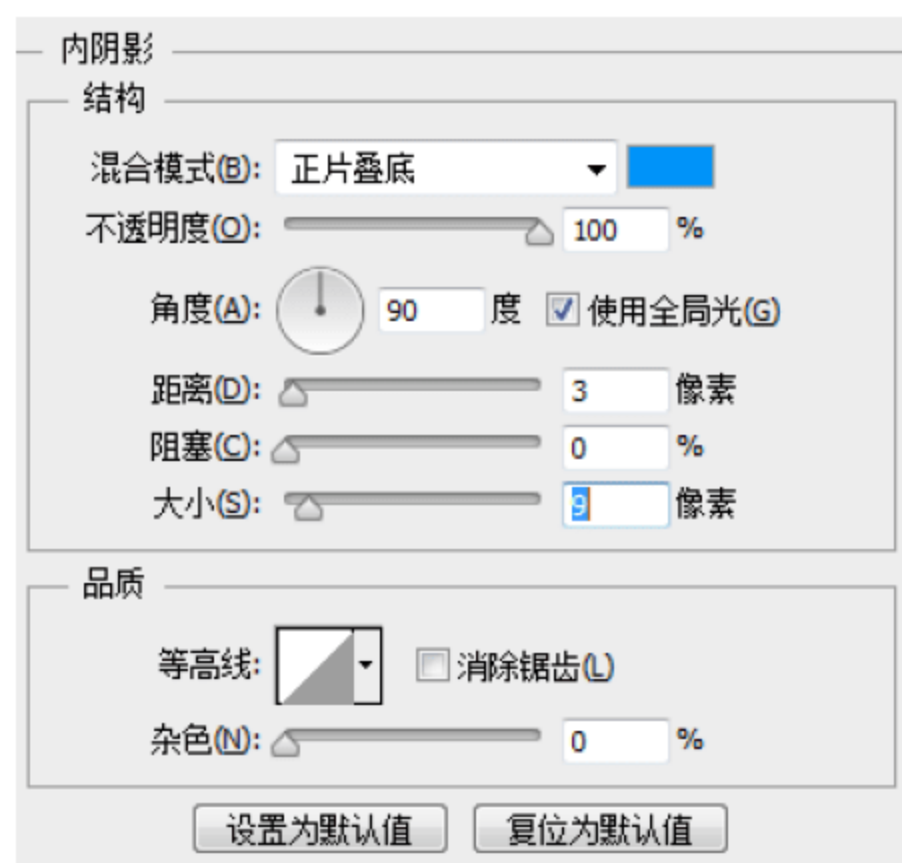 内阴影
结构
混合模式(B): 正片叠底
不透明度(O): 100 %
角度(A): 90 度 使用全局光(G)
距离(D): 3 像素
阻塞(C): 0 %
大小(S): 9 像素
品质
等高线: 消除锯齿(L)
杂色(N): 0 %
设置为默认值 复位为默认值